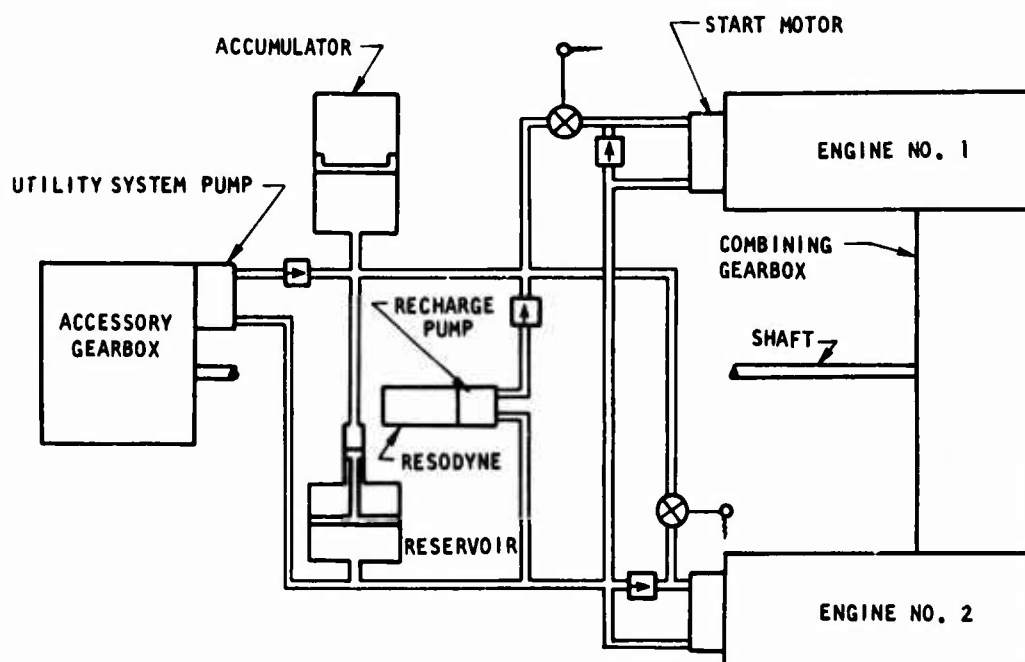 ACCUMULATOR
START MOTOR
ENGINE NO. 1
UTILITY SYSTEM PUMP
COMBINING
GEARBOX
RECHARGE
PUMP
ACCESSORY
GEARBOX
SHAFT
RESODYNE
RESERVOIR
ENGINE NO. 2